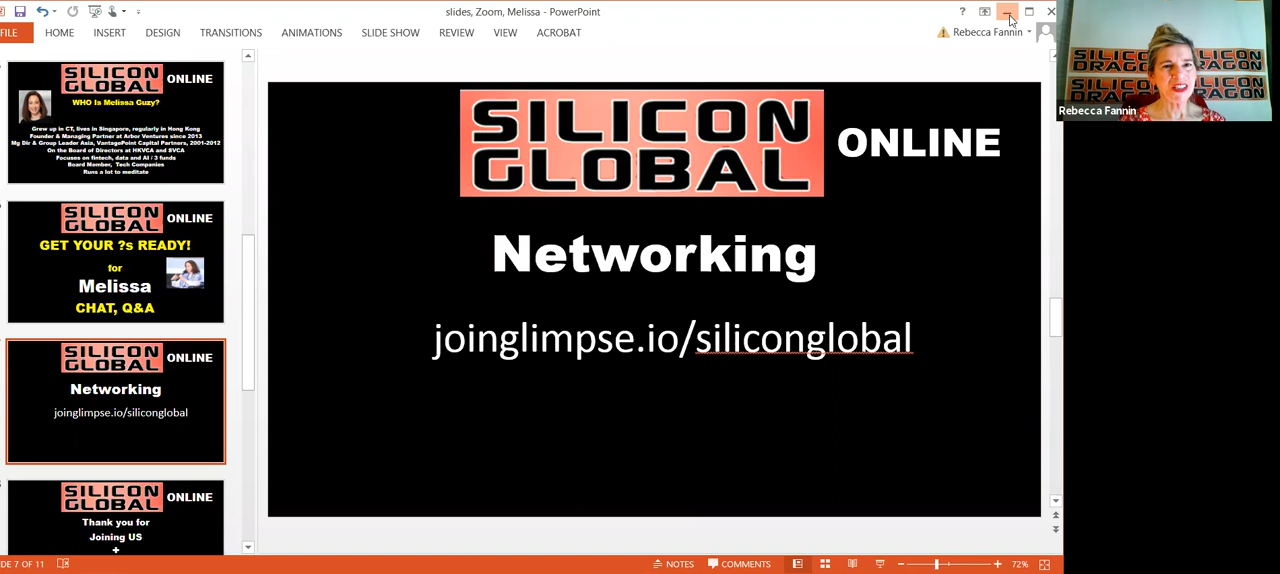 slides, Zoom, Melissa - PowerPoint
?
FILE
HOME
INSERT
DESIGN
TRANSITIONS
ANIMATIONS
SLIDE SHOW
REVIEW
VIEW
ACROBAT
Rebecca Fannin
SILICON
GLOBAL
ONLINE
WHO Is Melissa Guzy?
Grew up in CT, lives in Singapore, regularly in Hong Kong
Founder & Managing Partner at Arbor Ventures since 2013
Mg Dir & Group Leader Asia, VantagePoint Capital Partners, 2001-2012
On the Board of Directors at HKVCA and SVCA
Focuses on fintech, data and AI / 3 funds
Board Member, Tech Companies
Runs a lot to meditate
SILICON
GLOBAL
ONLINE
GET YOUR ?s READY!
for
Melissa
CHAT, Q&A
SILICON
GLOBAL
ONLINE
Networking
joinglimpse.io/siliconglobal
SILICON
GLOBAL
ONLINE
Thank you for
Joining US
+
SILICON
GLOBAL
ONLINE
Networking
joinglimpse.io/siliconglobal
SILICON
DRAGON
SILICON
DRAGON
Rebecca Fannin
DE 7 OF 11
NOTES
COMMENTS
72%